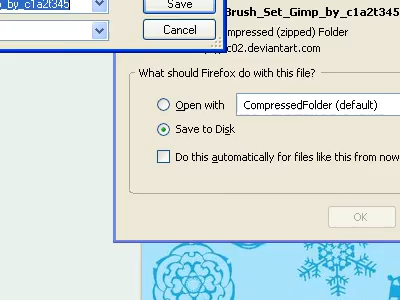 p_by_c1a2t345
Save
Cancel
Brush_Set_Gimp_by_c1a2t345
mpressed (zipped) Folder
c02.deviantart.com
What should Firefox do with this file?
Open with
CompressedFolder (default)
Save to Disk
Do this automatically for files like this from now
OK